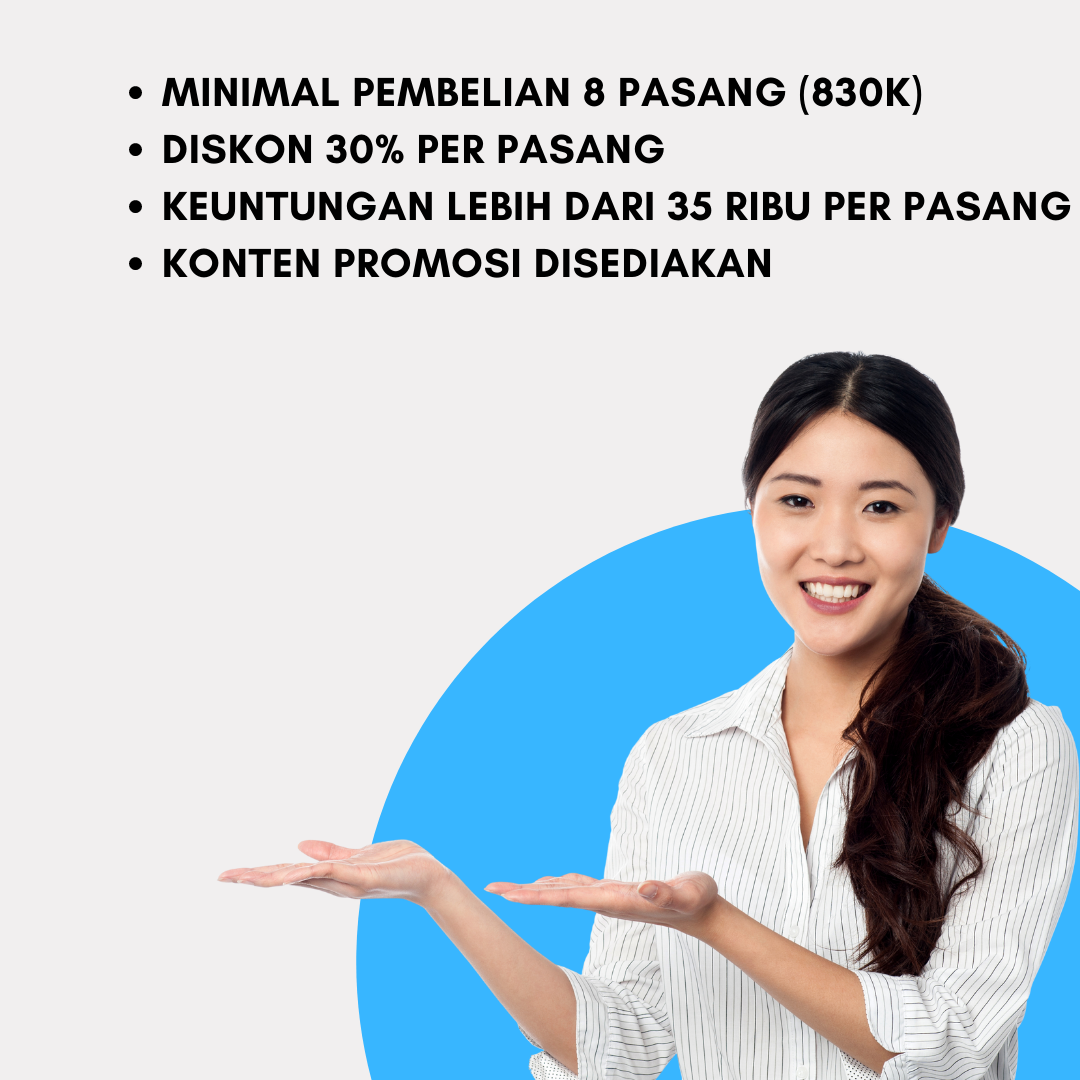 • MINIMAL PEMBELIAN 8 PASANG (830K)
• DISKON 30% PER PASANG
• KEUNTUNGAN LEBIH DARI 35 RIBU PER PASANG
• KONTEN PROMOSI DISEDIAKAN